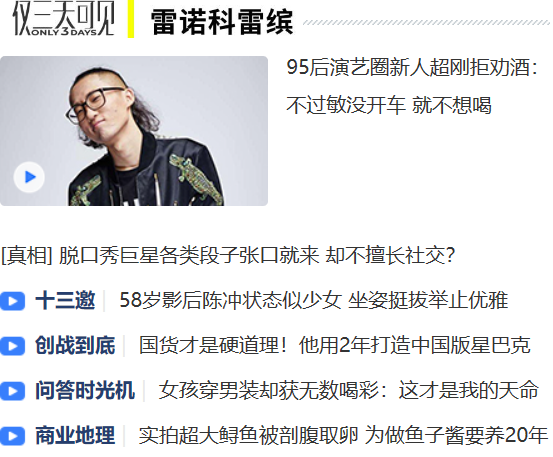 仅三天可见
ONLY 3 DAYS
雷诺科雷缤
95后演艺圈新人超刚拒劝酒：
不过敏没开车 就不想喝
[真相] 脱口秀巨星各类段子张口就来 却不擅长社交？
十三邀 58岁影后陈冲状态似少女 坐姿挺拔举止优雅
创战到底 国货才是硬道理！他用2年打造中国版星巴克
问答时光机 女孩穿男装却获无数喝彩：这才是我的天命
商业地理 实拍超大鲟鱼被剖腹取卵 为做鱼子酱要养20年